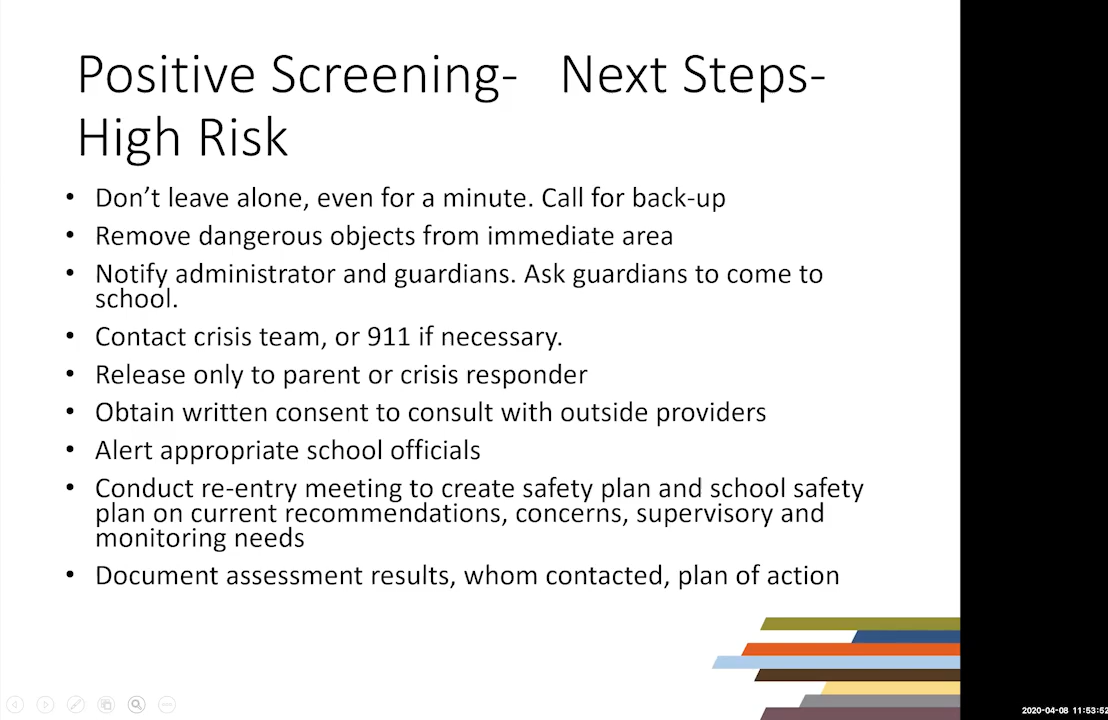 Positive Screening-   Next Steps-
High Risk
• Don’t leave alone, even for a minute. Call for back-up
• Remove dangerous objects from immediate area
• Notify administrator and guardians. Ask guardians to come to
school.
• Contact crisis team, or 911 if necessary.
• Release only to parent or crisis responder
• Obtain written consent to consult with outside providers
• Alert appropriate school officials
• Conduct re-entry meeting to create safety plan and school safety
plan on current recommendations, concerns, supervisory and
monitoring needs
• Document assessment results, whom contacted, plan of action
2020-04-08 11:53:52